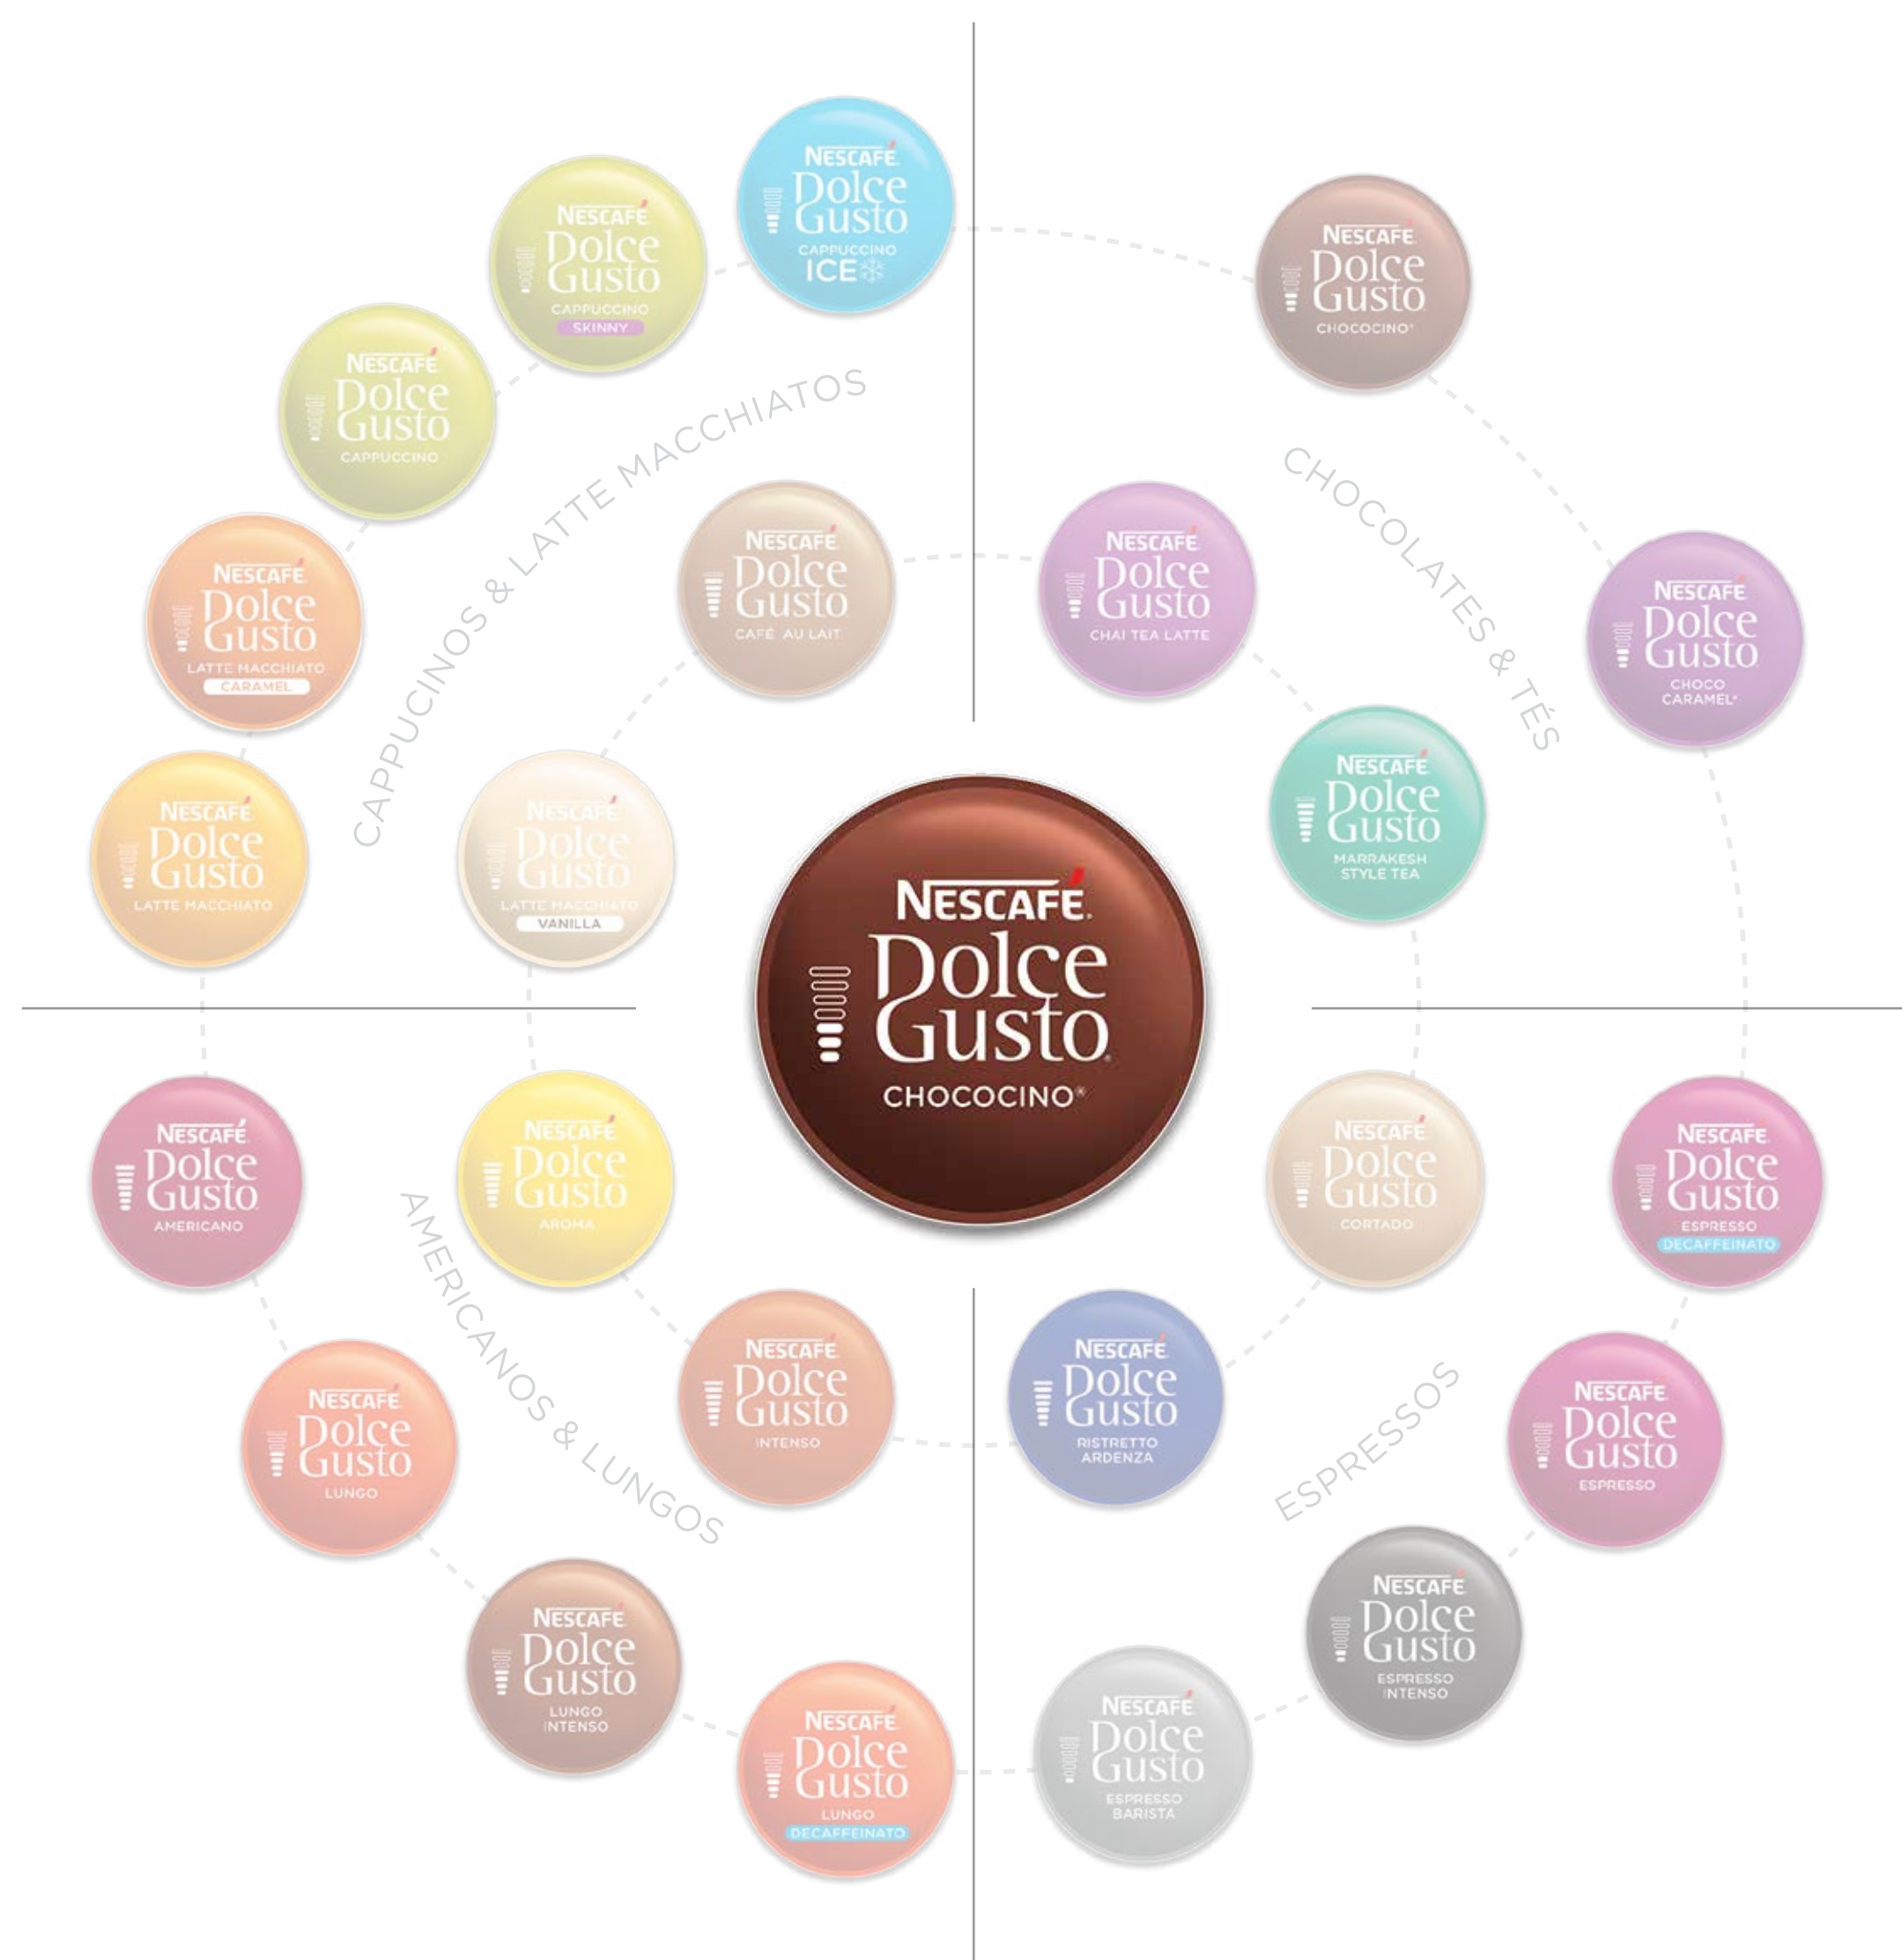 NESCAFÉ
Dolce
Gusto
CAPPUCCINO
ICE
NESCAFÉ
Dolce
Gusto
CAPPUCCINO
SKINNY
NESCAFÉ
Dolce
Gusto
CAPPUCCINO
NESCAFÉ
Dolce
Gusto
LATTE MACCHIATO
CARAMEL
NESCAFÉ
Dolce
Gusto
LATTE MACCHIATO
CAPPUCINOS & LATTE MACCHIATOS
NESCAFÉ
Dolce
Gusto
CAFÉ AU LAIT
NESCAFÉ
Dolce
Gusto
LATTE MACCHIATO
VANILLA
NESCAFÉ
Dolce
Gusto
CHOCOCINO®
CHOCOLATES & TÉS
NESCAFÉ
Dolce
Gusto
CHAI TEA LATTE
NESCAFÉ
Dolce
Gusto
CHOCO
CARAMEL®
NESCAFÉ
Dolce
Gusto
MARRAKESH
STYLE TEA
NESCAFÉ®
Dolce
Gusto®
CHOCOCINO®
NESCAFÉ
Dolce
Gusto
AMERICANO
NESCAFÉ
Dolce
Gusto
AROMA
AMERICANOS & LUNGOS
NESCAFÉ
Dolce
Gusto
INTENSO
NESCAFÉ
Dolce
Gusto
LUNGO
NESCAFÉ
Dolce
Gusto
LUNGO
INTENSO
NESCAFÉ
Dolce
Gusto
LUNGO
DECAFFEINATO
NESCAFÉ
Dolce
Gusto
CORTADO
NESCAFÉ
Dolce
Gusto
ESPRESSO
DECAFFEINATO
NESCAFÉ
Dolce
Gusto
RISTRETTO
ARDENZA
ESPRESSOS
NESCAFÉ
Dolce
Gusto
ESPRESSO
NESCAFÉ
Dolce
Gusto
ESPRESSO
INTENSO
NESCAFÉ
Dolce
Gusto
ESPRESSO
BARISTA